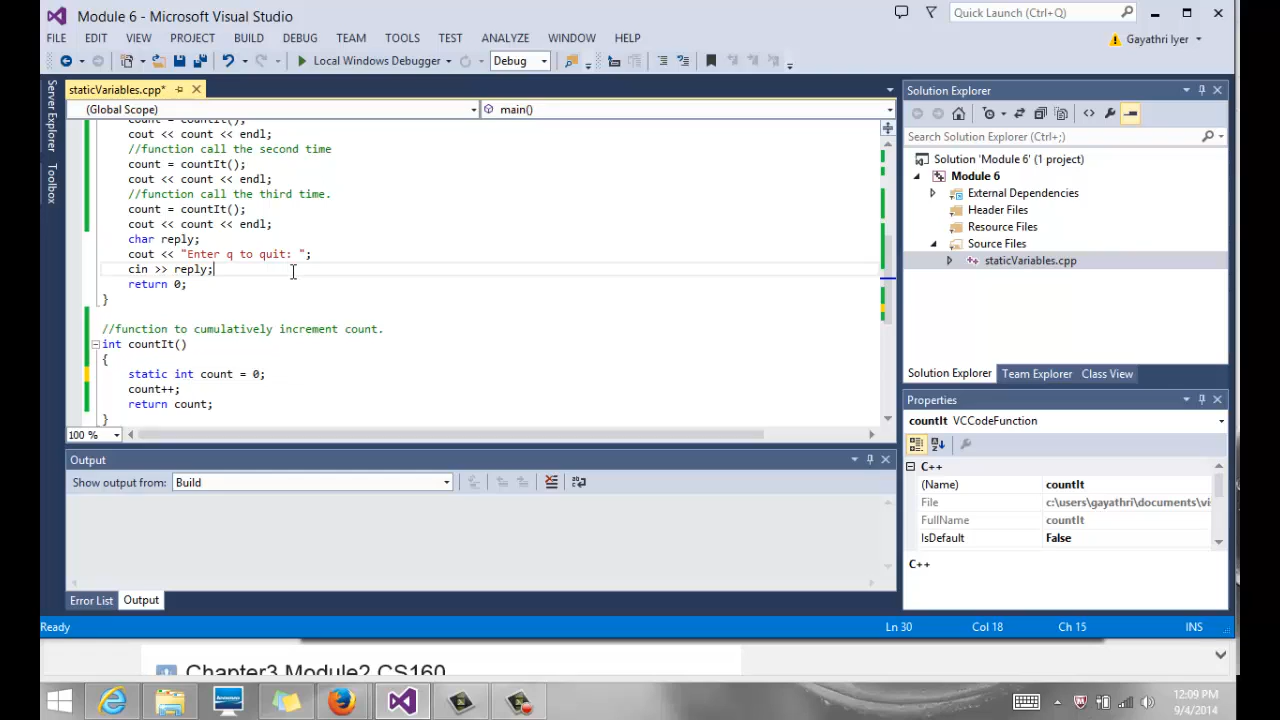 Module 6 - Microsoft Visual Studio
Quick Launch (Ctrl+Q)
FILE EDIT VIEW PROJECT BUILD DEBUG TEAM TOOLS TEST ANALYZE WINDOW HELP
Gayathri Iyer
Local Windows Debugger Debug
Server Explorer
Toolbox
staticVariables.cpp*
(Global Scope) main()
count = countIt();
cout << count << endl;
//function call the second time
count = countIt();
cout << count << endl;
//function call the third time.
count = countIt();
cout << count << endl;
char reply;
cout << "Enter q to quit: ";
cin >> reply;
return 0;
}
//function to cumulatively increment count.
int countIt()
{
static int count = 0;
count++;
return count;
}
100 %
Output
Show output from: Build
Error List Output
Solution Explorer
Search Solution Explorer (Ctrl+;)
Solution 'Module 6' (1 project)
Module 6
External Dependencies
Header Files
Resource Files
Source Files
staticVariables.cpp
Solution Explorer Team Explorer Class View
Properties
countIt VCCodeFunction
C++
(Name) countIt
File c:\users\gayathri\documents\vi
FullName countIt
IsDefault False
C++
Ready Ln 30 Col 18 Ch 15 INS
Chapter3 Module2 CS160
12:09 PM
9/4/2014